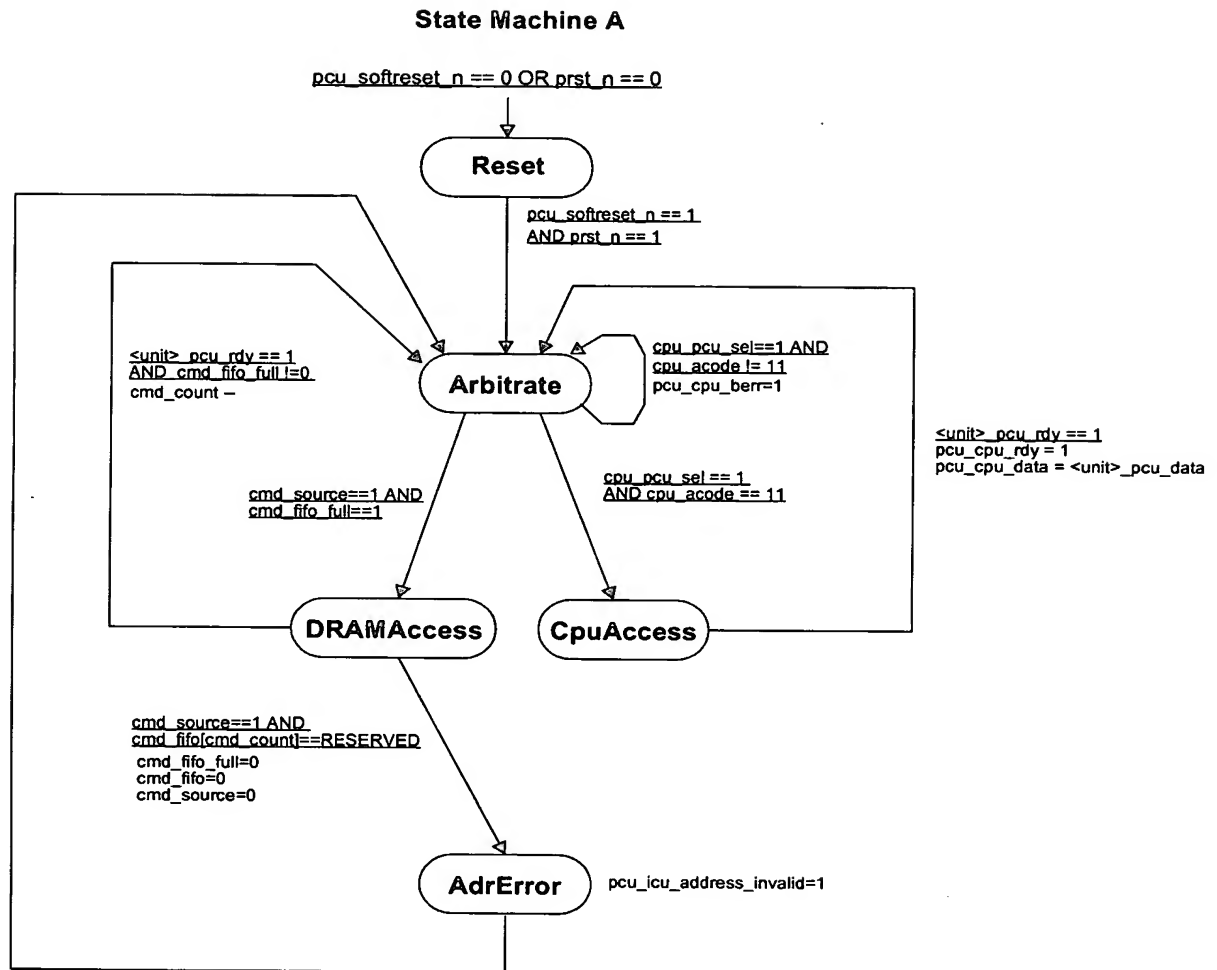 State Machine A
pcu_softreset_n == 0 OR prst_n == 0
Reset
pcu_softreset_n == 1
AND prst_n == 1
<unit>_pcu_rdy == 1
AND cmd_fifo_full !=0
cmd_count –
Arbitrate
cpu_pcu_sel==1 AND
cpu_acode != 11
pcu_cpu_berr=1
<unit>_pcu_rdy == 1
pcu_cpu_rdy = 1
pcu_cpu_data = <unit>_pcu_data
cmd_source==1 AND
cmd_fifo_full==1
cpu_pcu_sel == 1
AND cpu_acode == 11
DRAMAccess
CpuAccess
cmd_source==1 AND
cmd_fifo[cmd_count]==RESERVED
cmd_fifo_full=0
cmd_fifo=0
cmd_source=0
AdrError
pcu_icu_address_invalid=1